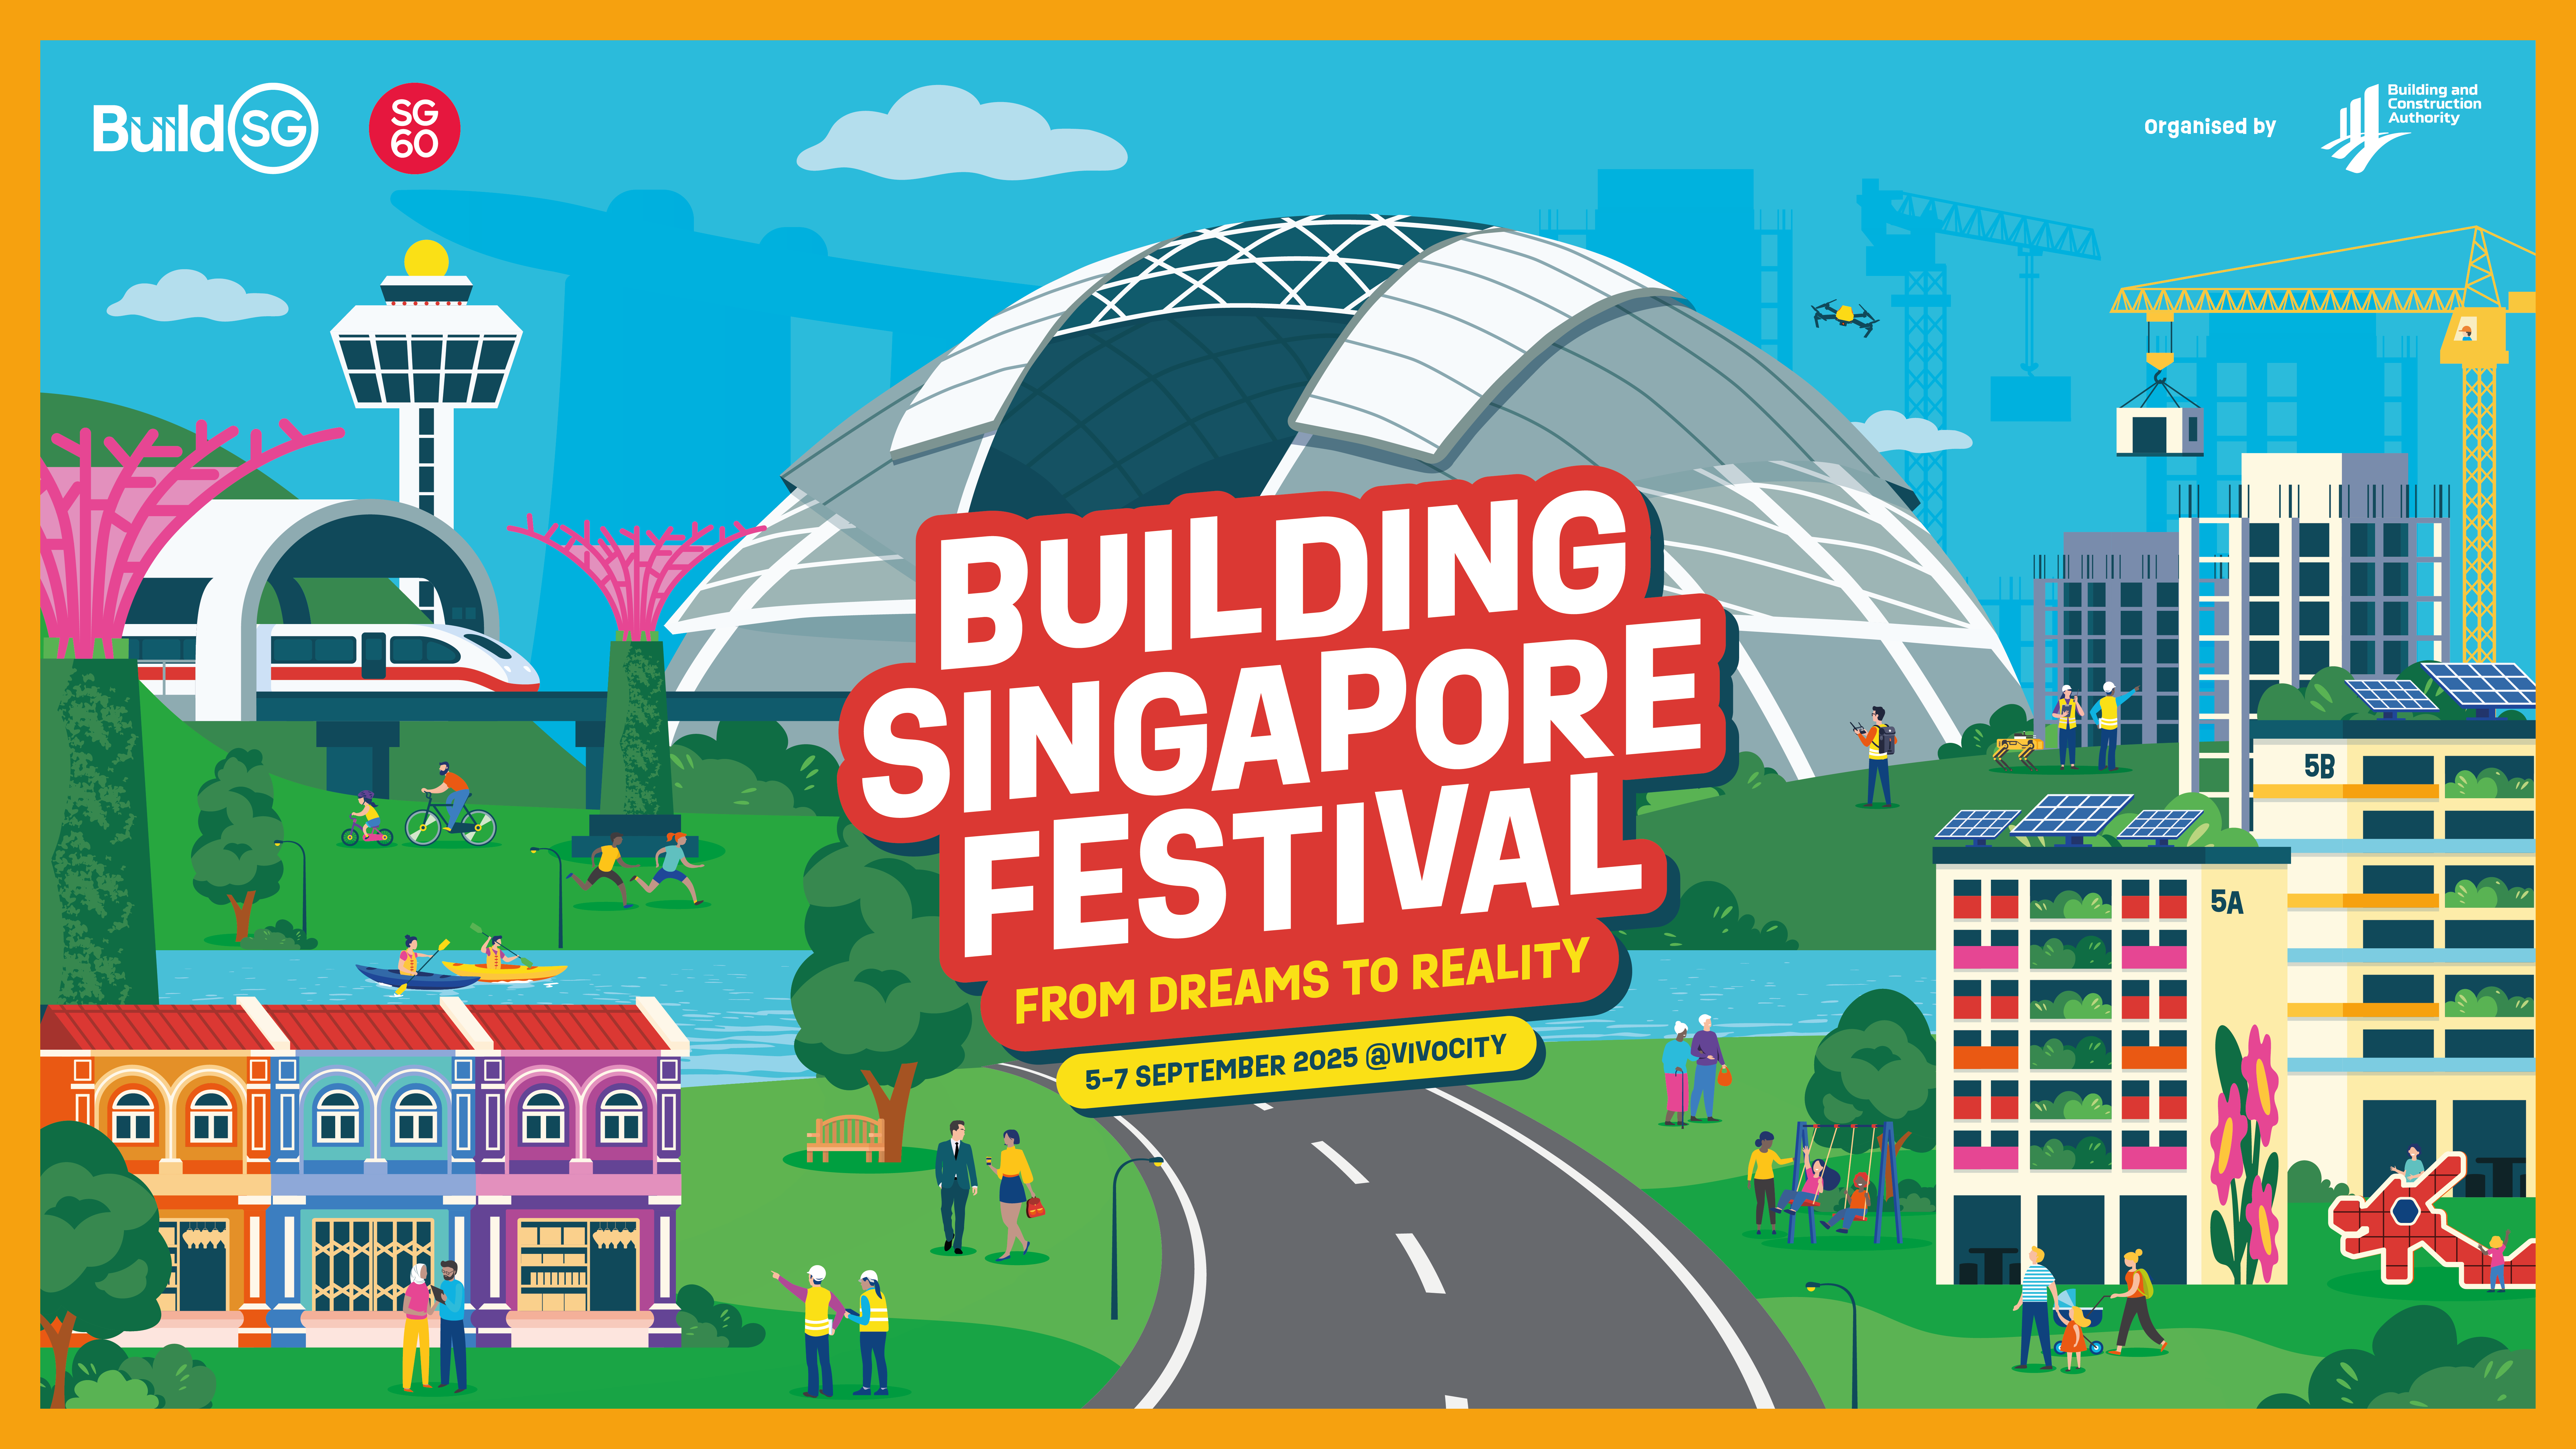 BuildSG
SG
60
Organised by
Building and
Construction
Authority
BUILDING
SINGAPORE
FESTIVAL
FROM DREAMS TO REALITY
5-7 SEPTEMBER 2025 @VIVOCITY
5B
5A